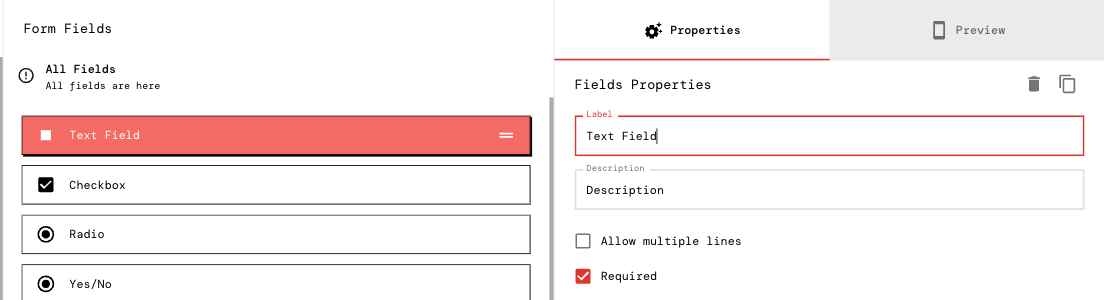 Form Fields
All Fields
All fields are here
Text Field
Checkbox
Radio
Yes/No
Properties
Preview
Fields Properties
Label
Text Field
Description
Description
Allow multiple lines
Required